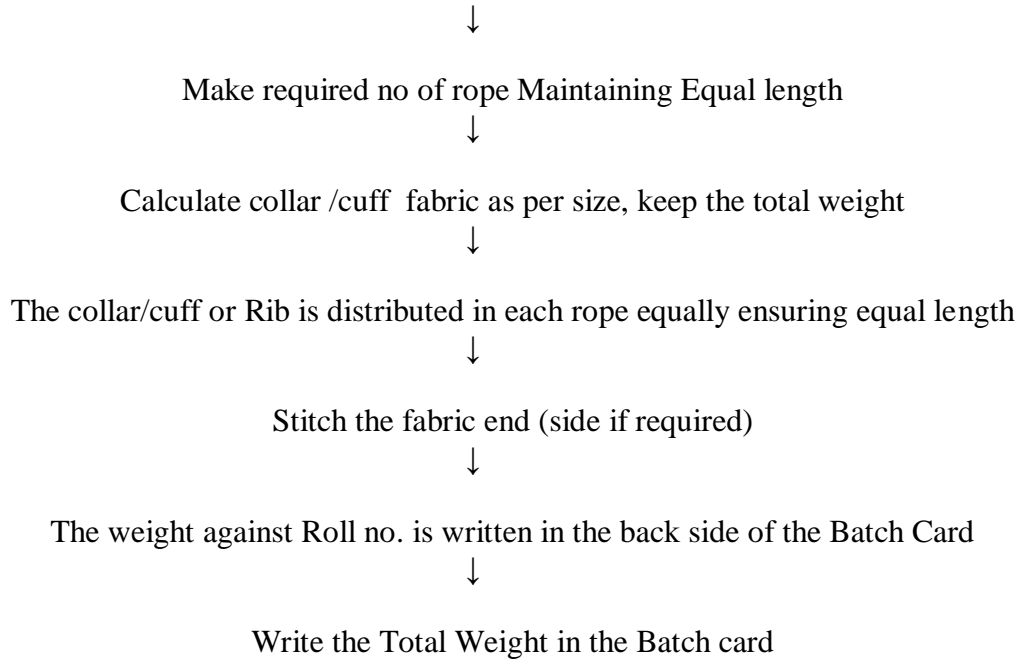 ↓
Make required no of rope Maintaining Equal length
↓
Calculate collar /cuff  fabric as per size, keep the total weight
↓
The collar/cuff or Rib is distributed in each rope equally ensuring equal length
↓
Stitch the fabric end (side if required)
↓
The weight against Roll no. is written in the back side of the Batch Card
↓
Write the Total Weight in the Batch card